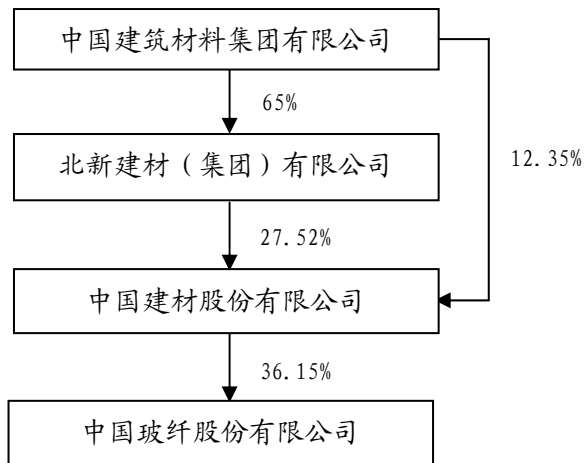 中国建筑材料集团有限公司
65%
北新建材（集团）有限公司
12.35%
27.52%
中国建材股份有限公司
36.15%
中国玻纤股份有限公司